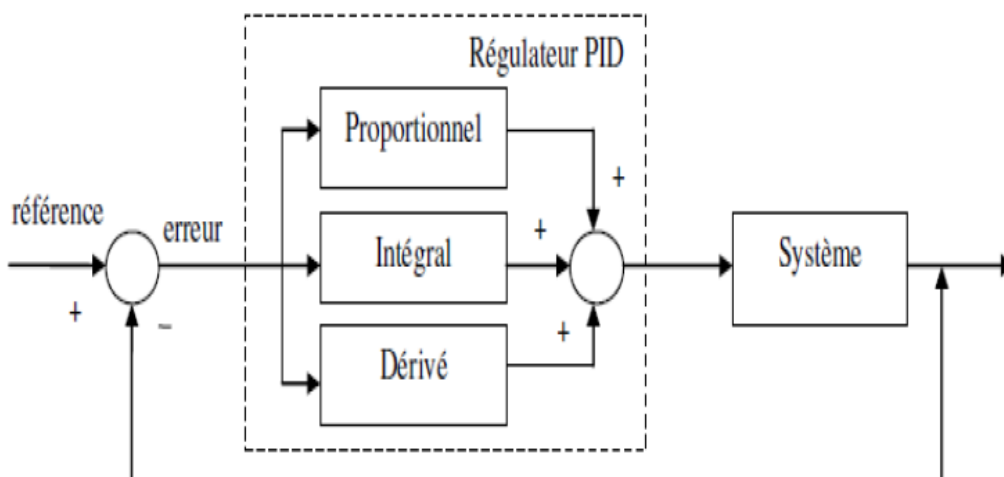 Régulateur PID
Proportionnel
+
référence
erreur
+
Intégral
Système
+
−
+
Dérivé